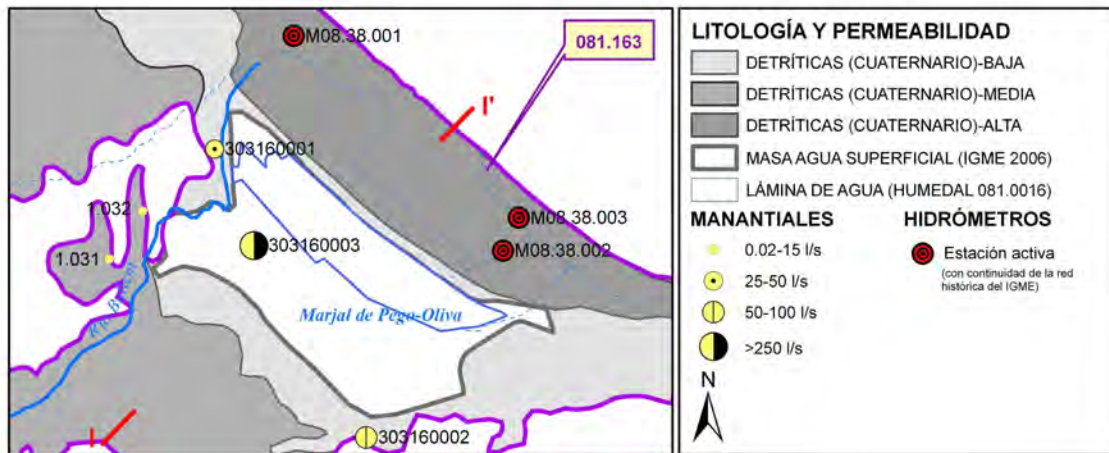 M08.38.001
081.163
I'
303160001
1.032
M08.38.003
303160003
M08.38.002
1.031
Marjal de Pego-Oliva
I
303160002
LITOLOGÍA Y PERMEABILIDAD
DETRÍTICAS (CUATERNARIO)-BAJA
DETRÍTICAS (CUATERNARIO)-MEDIA
DETRÍTICAS (CUATERNARIO)-ALTA
MASA AGUA SUPERFICIAL (IGME 2006)
LÁMINA DE AGUA (HUMEDAL 081.0016)
MANANTIALES
0.02-15 l/s
25-50 l/s
50-100 l/s
>250 l/s
HIDRÓMETROS
Estación activa
(con continuidad de la red
histórica del IGME)
N